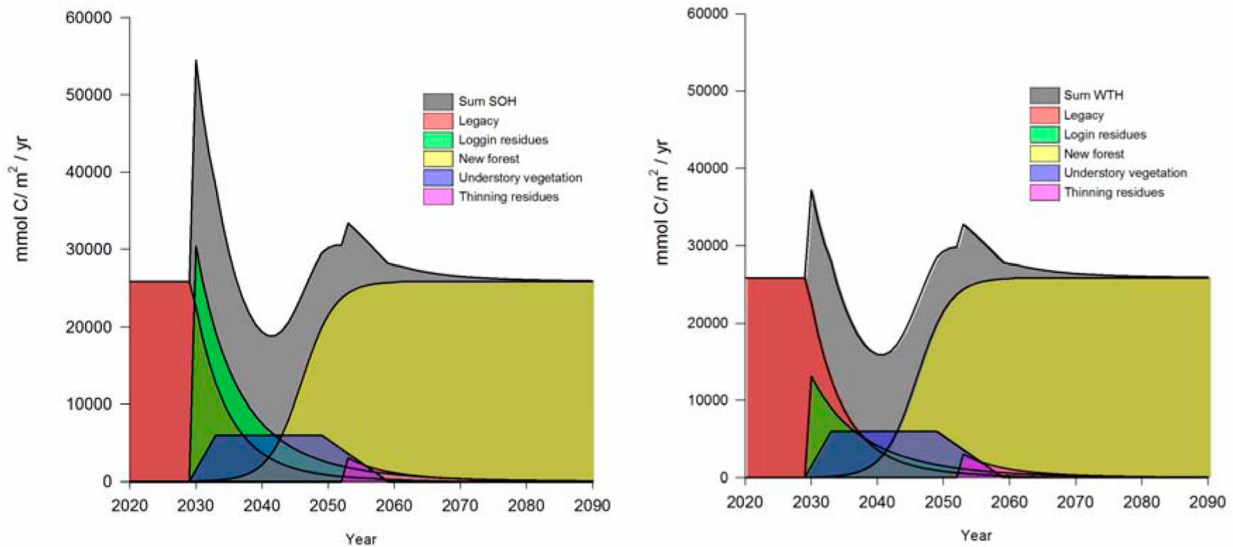 60000
50000
40000
30000
20000
10000
0
mmol C/ m² / yr
Sum SOH
Legacy
Loggin residues
New forest
Understory vegetation
Thinning residues
2020 2030 2040 2050 2060 2070 2080 2090
Year
60000
50000
40000
30000
20000
10000
0
mmol C/ m² / yr
Sum WTH
Legacy
Login residues
New forest
Understory vegetation
Thinning residues
2020 2030 2040 2050 2060 2070 2080 2090
Year